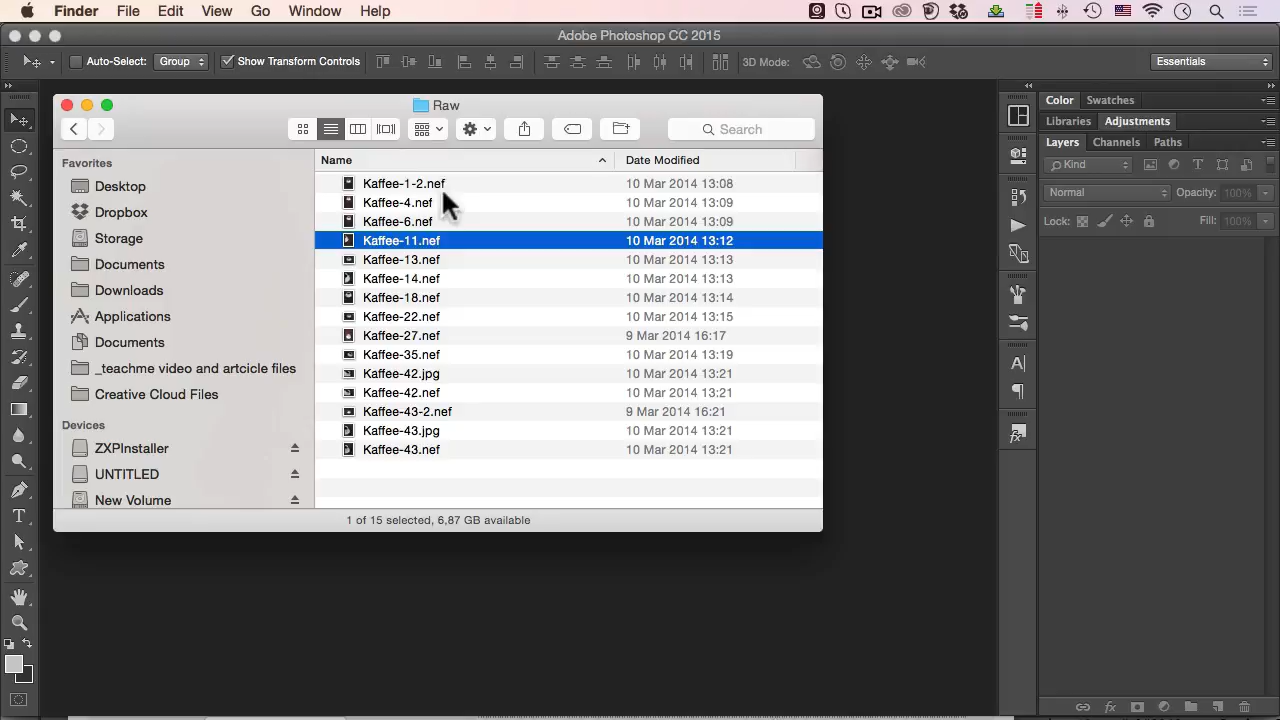 Finder File Edit View Go Window Help
Adobe Photoshop CC 2015
Auto-Select: Group Show Transform Controls 3D Mode: Essentials
Raw
Search
Favorites
Desktop
Dropbox
Storage
Documents
Downloads
Applications
Documents
_teachme video and artcicle files
Creative Cloud Files
Devices
ZXPInstaller
UNTITLED
New Volume
Name Date Modified
Kaffee-1-2.nef 10 Mar 2014 13:08
Kaffee-4.nef 10 Mar 2014 13:09
Kaffee-6.nef 10 Mar 2014 13:09
Kaffee-11.nef 10 Mar 2014 13:12
Kaffee-13.nef 10 Mar 2014 13:13
Kaffee-14.nef 10 Mar 2014 13:13
Kaffee-18.nef 10 Mar 2014 13:14
Kaffee-22.nef 10 Mar 2014 13:15
Kaffee-27.nef 9 Mar 2014 16:17
Kaffee-35.nef 10 Mar 2014 13:19
Kaffee-42.jpg 10 Mar 2014 13:21
Kaffee-42.nef 10 Mar 2014 13:21
Kaffee-43-2.nef 9 Mar 2014 16:21
Kaffee-43.jpg 10 Mar 2014 13:21
Kaffee-43.nef 10 Mar 2014 13:21
1 of 15 selected, 6,87 GB available
Color Swatches
Libraries Adjustments
Layers Channels Paths
Kind
Normal Opacity: 100%
Lock: Fill: 100%